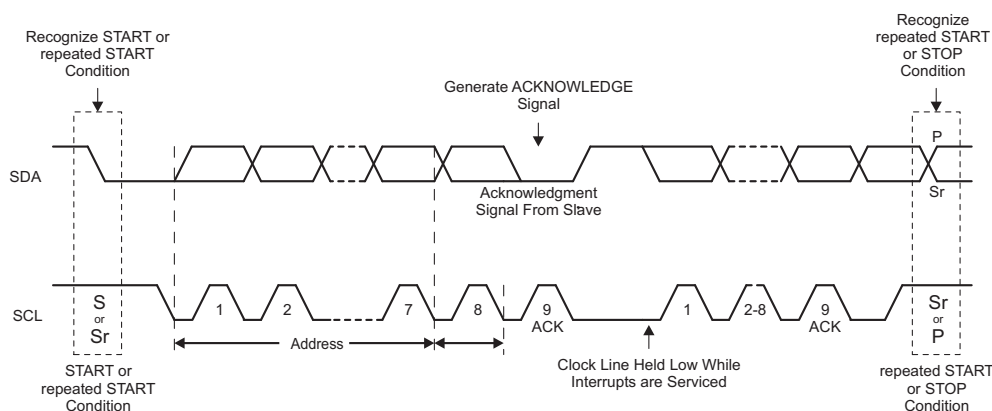 Recognize START or
repeated START
Condition
Recognize
repeated START
or STOP
Condition
Generate ACKNOWLEDGE
Signal
SDA
P
Sr
Acknowledgment
Signal From Slave
SCL
S
or
Sr
1
2
7
8
9
ACK
1
2-8
9
ACK
Sr
or
P
Address
START or
repeated START
Condition
Clock Line Held Low While
Interrupts are Serviced
repeated START
or STOP
Condition